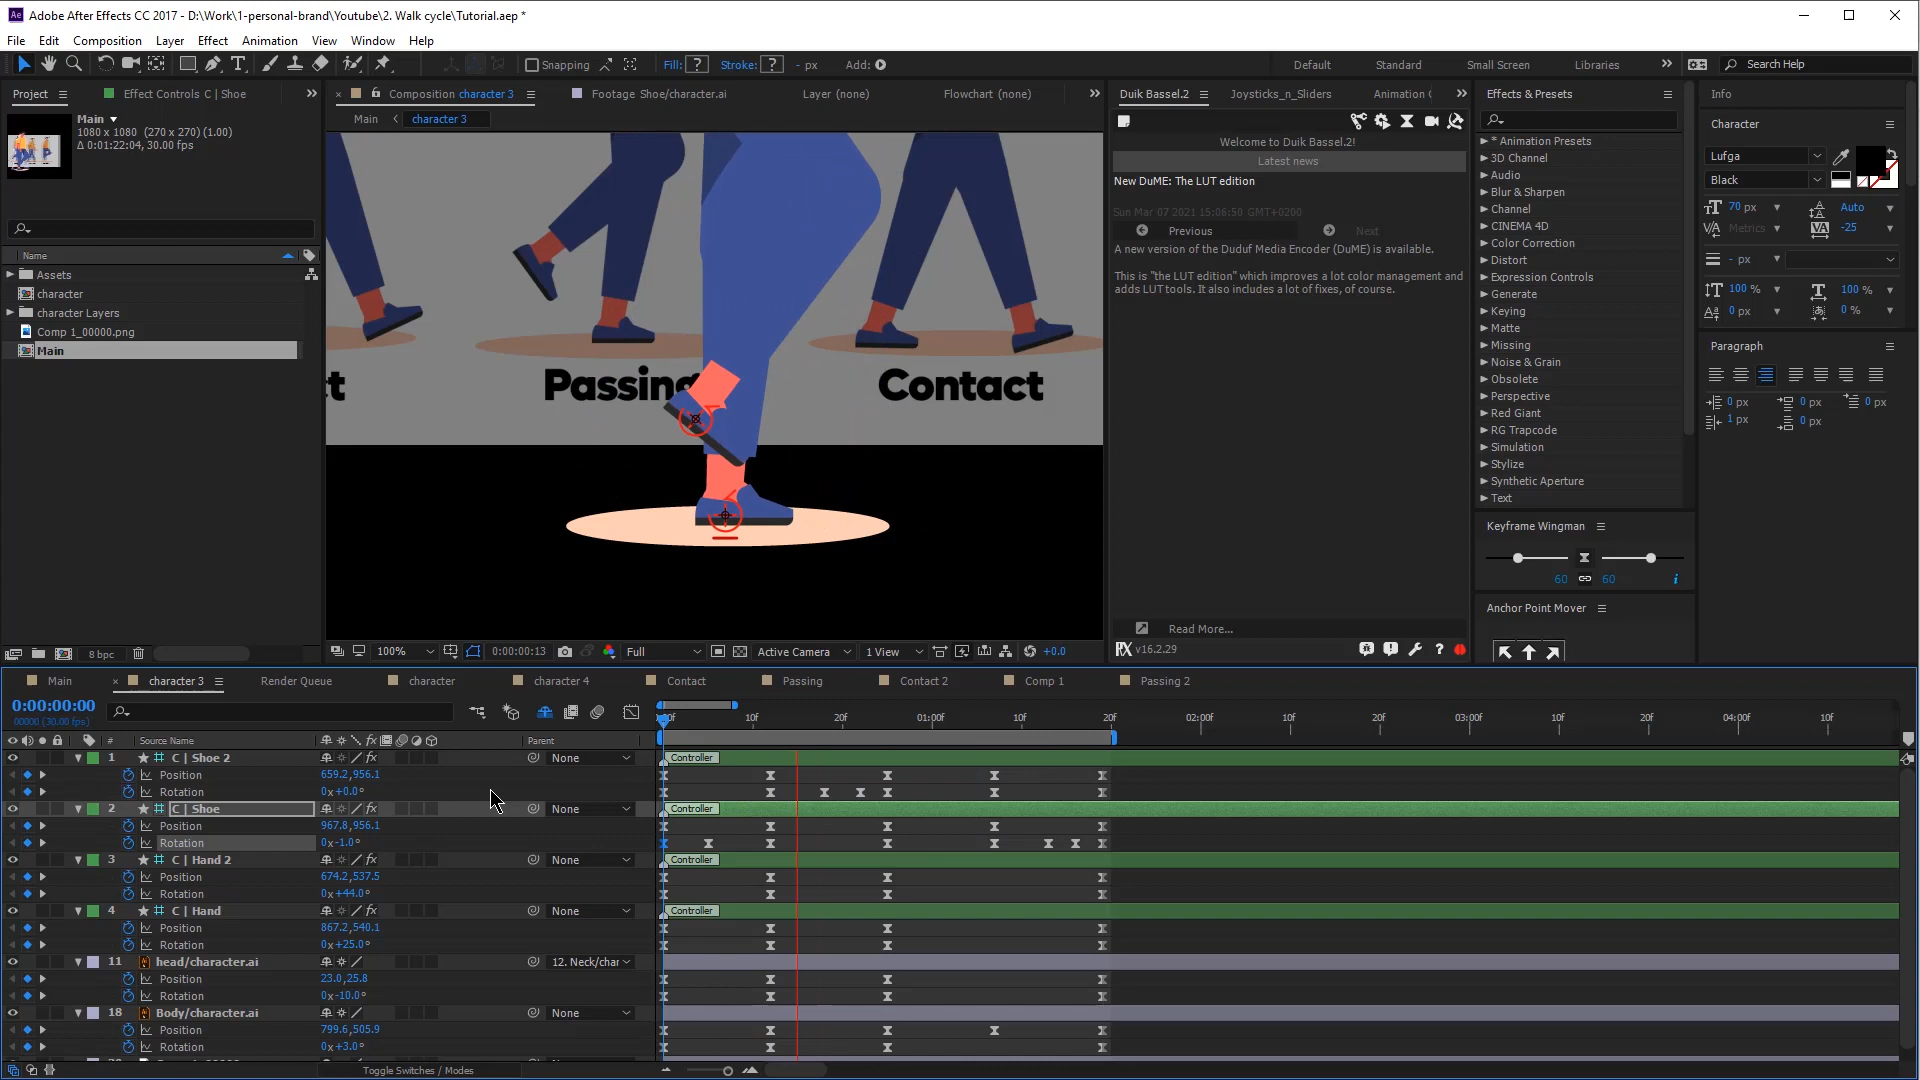 Adobe After Effects CC 2017 - D:\Work\1-personal-brand\Youtube\2. Walk cycle\Tutorial.aep *
File Edit Composition Layer Effect Animation View Window Help
Snapping Fill: ? Stroke: ? - px Add: Default Standard Small Screen Libraries Search Help
Project Effect Controls C | Shoe Composition character 3 Footage Shoe/character.ai Layer (none) Flowchart (none) Duik Bassel.2 Joysticks_n_Sliders Animation Effects & Presets Info
Main character 3
Main
1080 x 1080 (270 x 270) (1.00)
Δ 0:01:22:04, 30.00 fps
Name
Assets
character
character Layers
Comp 1_00000.png
Main
8 bpc
ct Passing Contact
100% 0:00:00:13 Full Active Camera 1 View +0.0
Welcome to Duik Bassel.2!
Latest news
New DuME: The LUT edition
Sun Mar 07 2021 15:06:50 GMT+0200
Previous Next
A new version of the Duduf Media Encoder (DuME) is available.
This is "the LUT edition" which improves a lot color management and
adds LUT tools. It also includes a lot of fixes, of course.
Read More...
v16.2.29
* Animation Presets
3D Channel
Audio
Blur & Sharpen
Channel
CINEMA 4D
Color Correction
Distort
Expression Controls
Generate
Keying
Matte
Missing
Noise & Grain
Obsolete
Perspective
Red Giant
RG Trapcode
Simulation
Stylize
Synthetic Aperture
Text
Keyframe Wingman
60 60
Anchor Point Mover
Character
Lufga
Black
70 px Auto
Metrics -25
- px
100 % 100 %
0 px 0 %
Paragraph
0 px 0 px 0 px
1 px 0 px
Main character 3 Render Queue character character 4 Contact Passing Contact 2 Comp 1 Passing 2
0:00:00:00
00000 (30.00 fps)
10f 20f 01:00f 10f 20f 02:00f 10f 20f 03:00f 10f 20f 04:00f 10f
# Source Name Parent
1 C | Shoe 2 None Controller
Position 659.2,956.1
Rotation 0x+0.0°
2 C | Shoe None Controller
Position 967.8,956.1
Rotation 0x-1.0°
3 C | Hand 2 None Controller
Position 674.2,537.5
Rotation 0x+44.0°
4 C | Hand None Controller
Position 867.2,540.1
Rotation 0x+25.0°
11 head/character.ai 12. Neck/char
Position 23.0,25.8
Rotation 0x-10.0°
18 Body/character.ai None
Position 799.6,505.9
Rotation 0x+3.0°
Toggle Switches / Modes